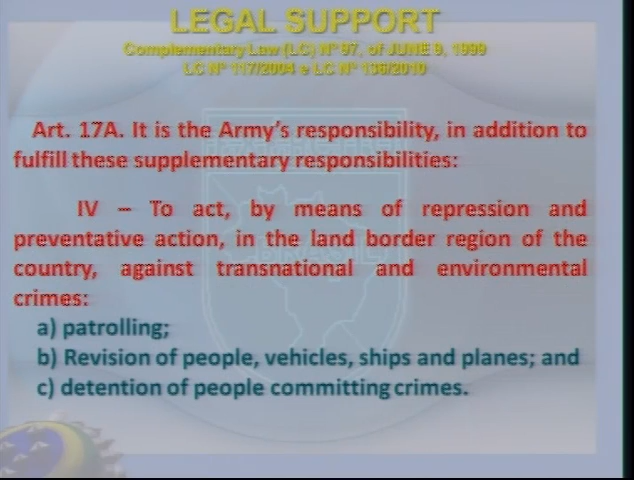 LEGAL SUPPORT
Complementary Law (LC) Nº 97, of JUNE 9, 1999
LC Nº 117/2004 e LC Nº 136/2010
Art. 17A. It is the Army's responsibility, in addition to
fulfill these supplementary responsibilities:
IV – To act, by means of repression and
preventative action, in the land border region of the
country, against transnational and environmental
crimes:
a) patrolling;
b) Revision of people, vehicles, ships and planes; and
c) detention of people committing crimes.
BRASIL